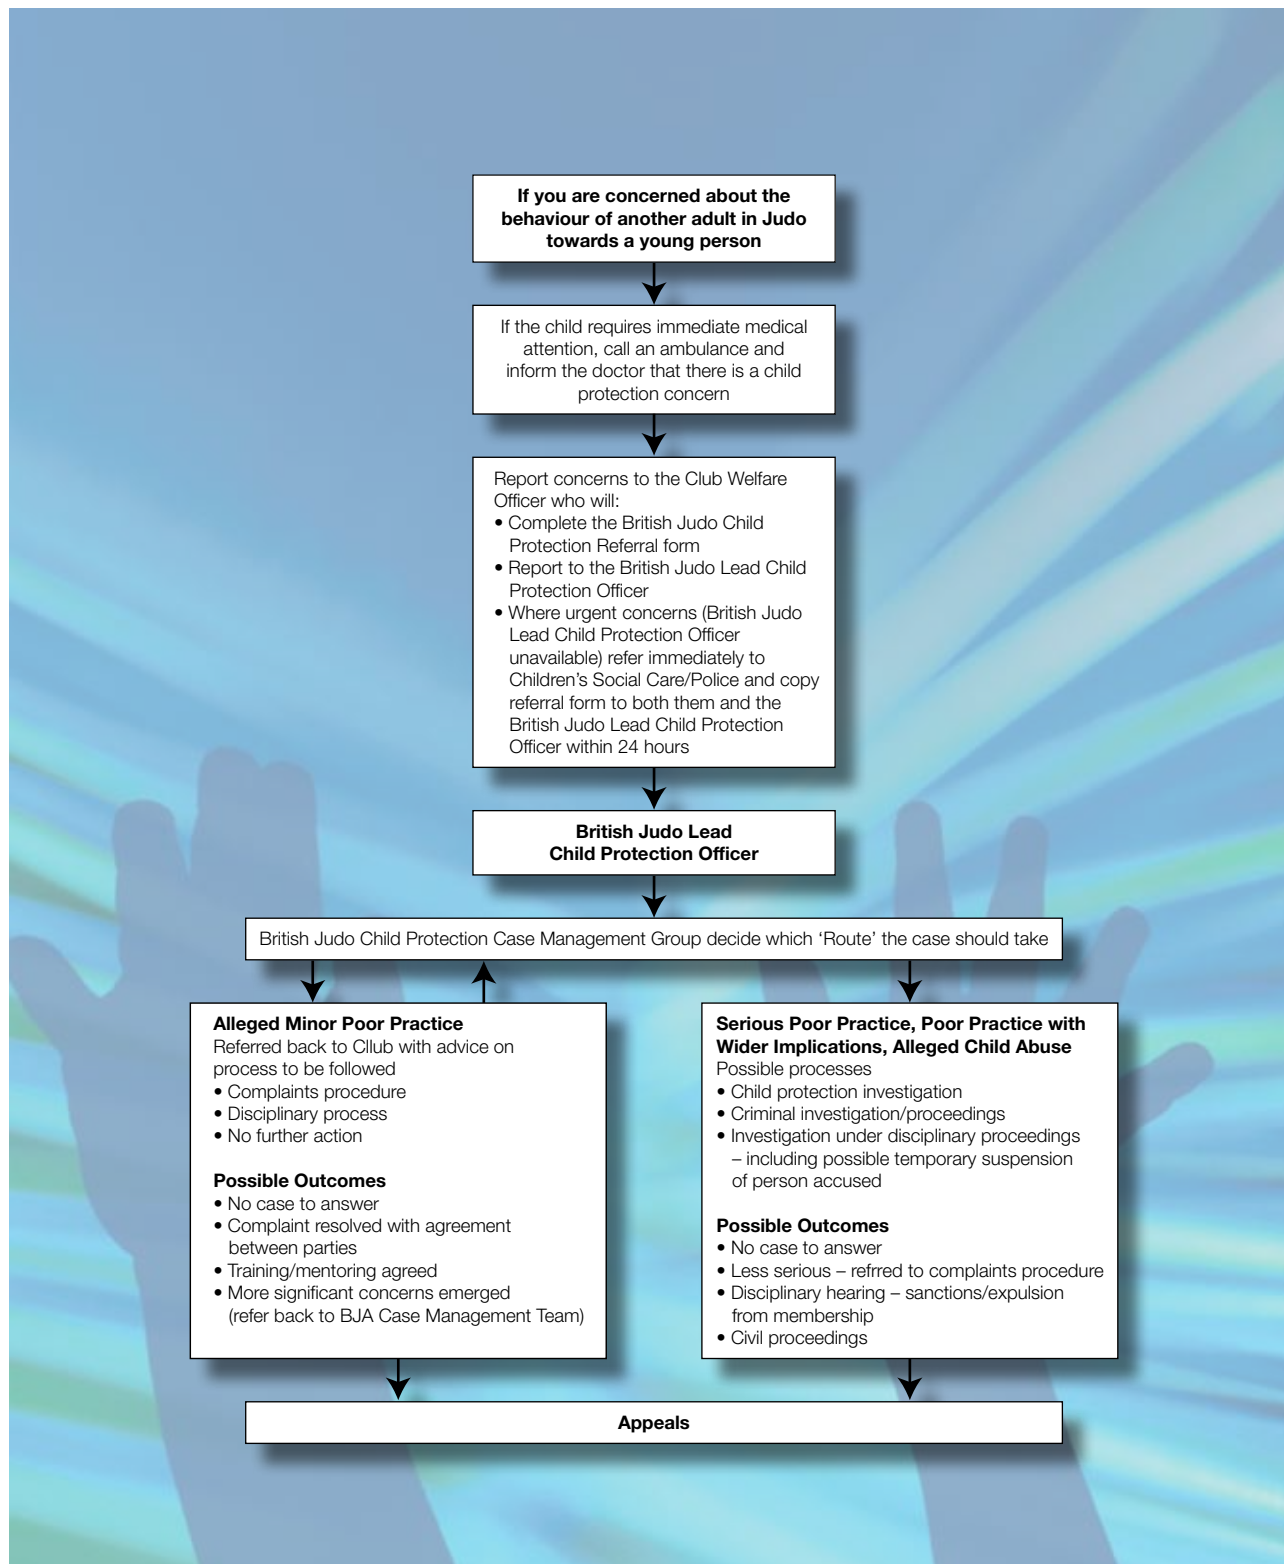 If you are concerned about the
behaviour of another adult in Judo
towards a young person
If the child requires immediate medical
attention, call an ambulance and
inform the doctor that there is a child
protection concern
Report concerns to the Club Welfare
Officer who will:
• Complete the British Judo Child
Protection Referral form
• Report to the British Judo Lead Child
Protection Officer
• Where urgent concerns (British Judo
Lead Child Protection Officer
unavailable) refer immediately to
Children’s Social Care/Police and copy
referral form to both them and the
British Judo Lead Child Protection
Officer within 24 hours
British Judo Lead
Child Protection Officer
British Judo Child Protection Case Management Group decide which ‘Route’ the case should take
Alleged Minor Poor Practice
Referred back to Cllub with advice on
process to be followed
• Complaints procedure
• Disciplinary process
• No further action
Possible Outcomes
• No case to answer
• Complaint resolved with agreement
between parties
• Training/mentoring agreed
• More significant concerns emerged
(refer back to BJA Case Management Team)
Serious Poor Practice, Poor Practice with
Wider Implications, Alleged Child Abuse
Possible processes
• Child protection investigation
• Criminal investigation/proceedings
• Investigation under disciplinary proceedings
– including possible temporary suspension
of person accused
Possible Outcomes
• No case to answer
• Less serious – refrred to complaints procedure
• Disciplinary hearing – sanctions/expulsion
from membership
• Civil proceedings
Appeals